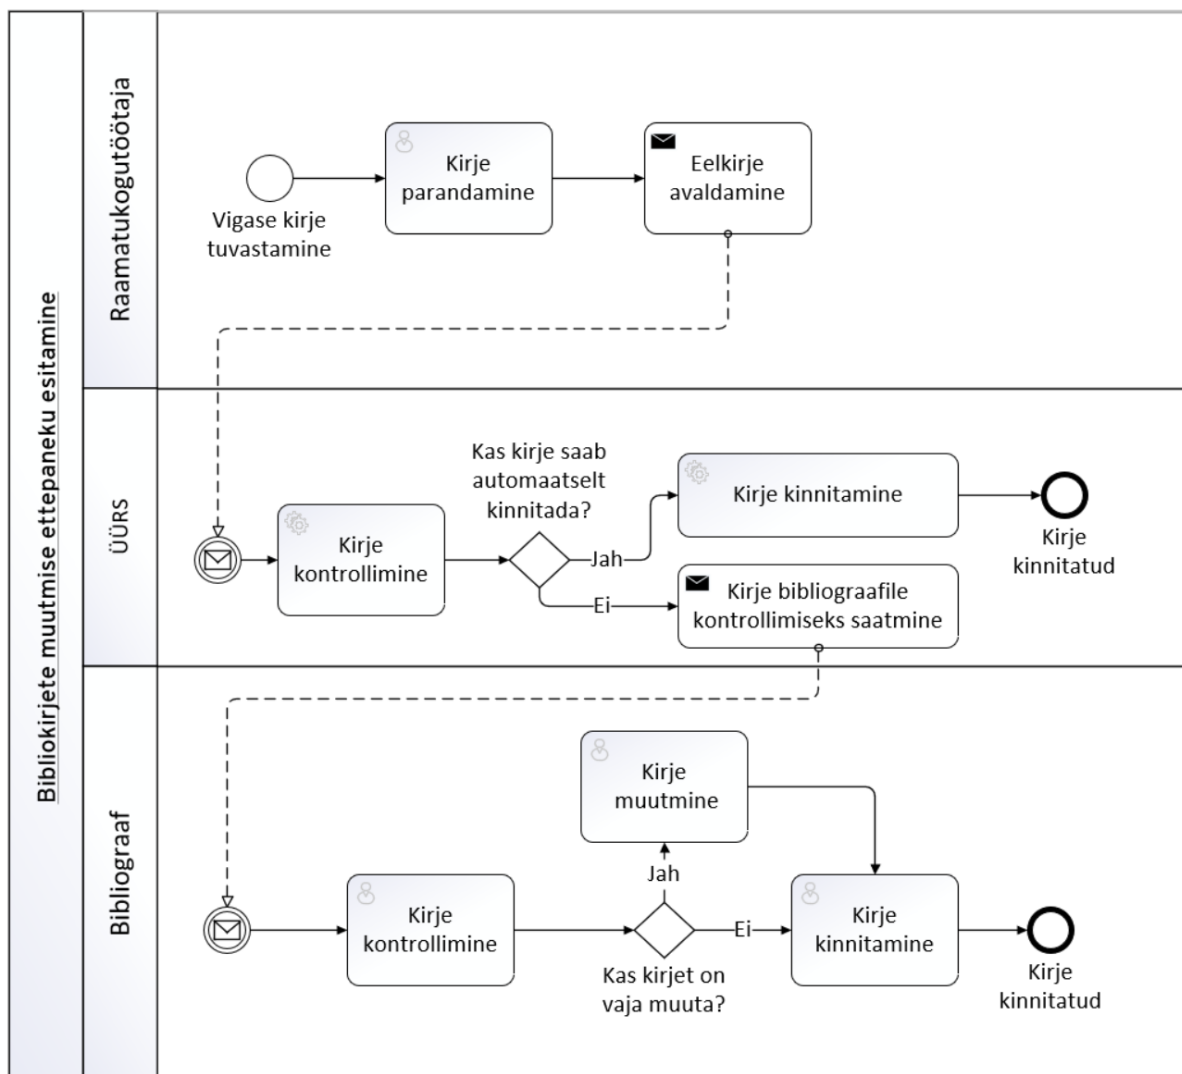 Bibliokirjete muutmise ettepaneku esitamine
Raamatukogutöötaja
Vigase kirje
tuvastamine
Kirje
parandamine
Eelkirje
avaldamine
ÜÜRS
Kirje
kontrollimine
Kas kirje saab
automaatselt
kinnitada?
Jah
Ei
Kirje kinnitamine
Kirje
kinnitatud
Kirje bibliograafile
kontrollimiseks saatmine
Bibliograaf
Kirje
kontrollimine
Kas kirjet on
vaja muuta?
Jah
Ei
Kirje
muutmine
Kirje
kinnitamine
Kirje
kinnitatud